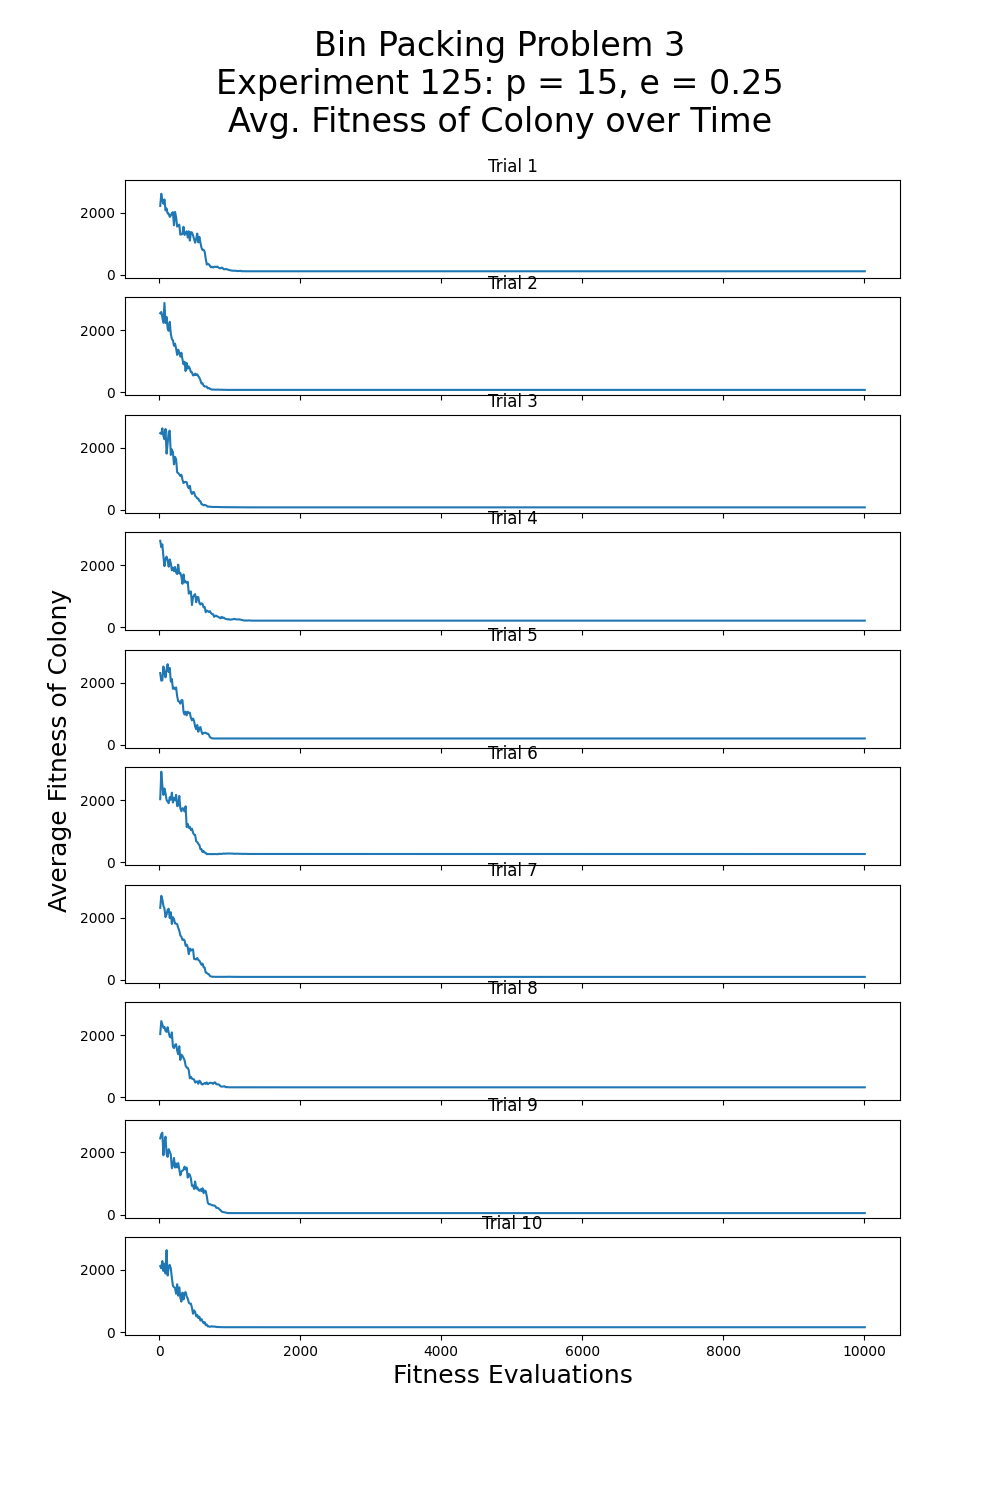 Bin Packing Problem 3
Experiment 125: p = 15, e = 0.25
Avg. Fitness of Colony over Time
Trial 1
2000
0
Trial 2
2000
0
Trial 3
2000
0
Trial 4
2000
0
Trial 5
2000
0
Trial 6
2000
0
Trial 7
2000
0
Trial 8
2000
0
Trial 9
2000
0
Trial 10
2000
0
0 2000 4000 6000 8000 10000
Fitness Evaluations
Average Fitness of Colony